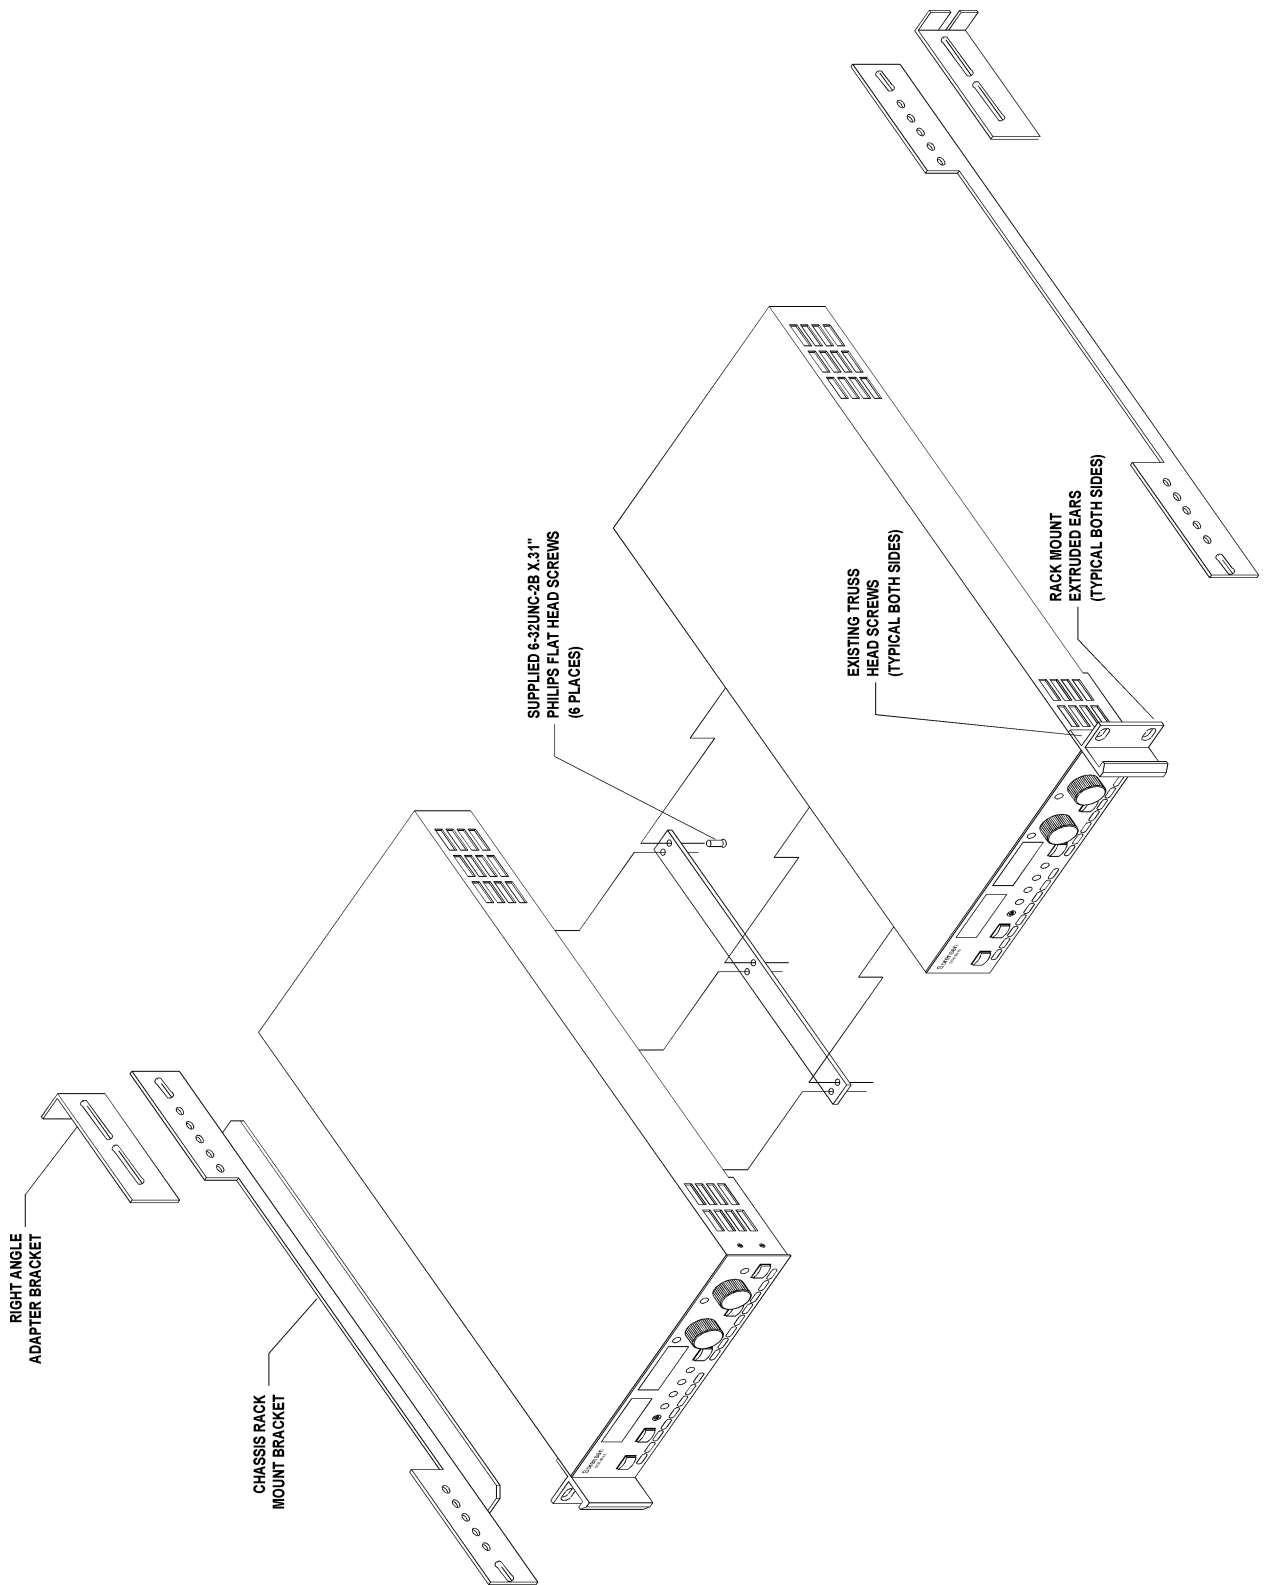 RIGHT ANGLE
ADAPTER BRACKET
CHASSIS RACK
MOUNT BRACKET
SUPPLIED 6-32UNC-2B X.31"
PHILIPS FLAT HEAD SCREWS
(6 PLACES)
EXISTING TRUSS
HEAD SCREWS
(TYPICAL BOTH SIDES)
RACK MOUNT
EXTRUDED EARS
(TYPICAL BOTH SIDES)